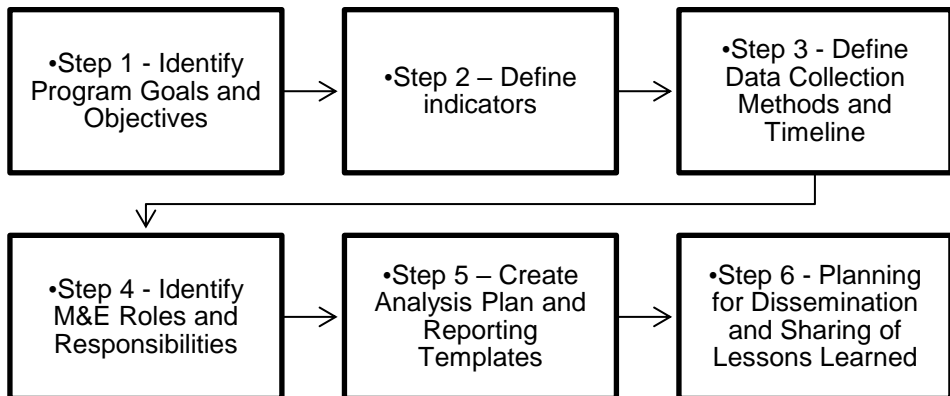 •Step 1 - Identify
Program Goals and
Objectives
•Step 2 – Define
indicators
•Step 3 - Define
Data Collection
Methods and
Timeline
•Step 4 - Identify
M&E Roles and
Responsibilities
•Step 5 – Create
Analysis Plan and
Reporting
Templates
•Step 6 - Planning
for Dissemination
and Sharing of
Lessons Learned